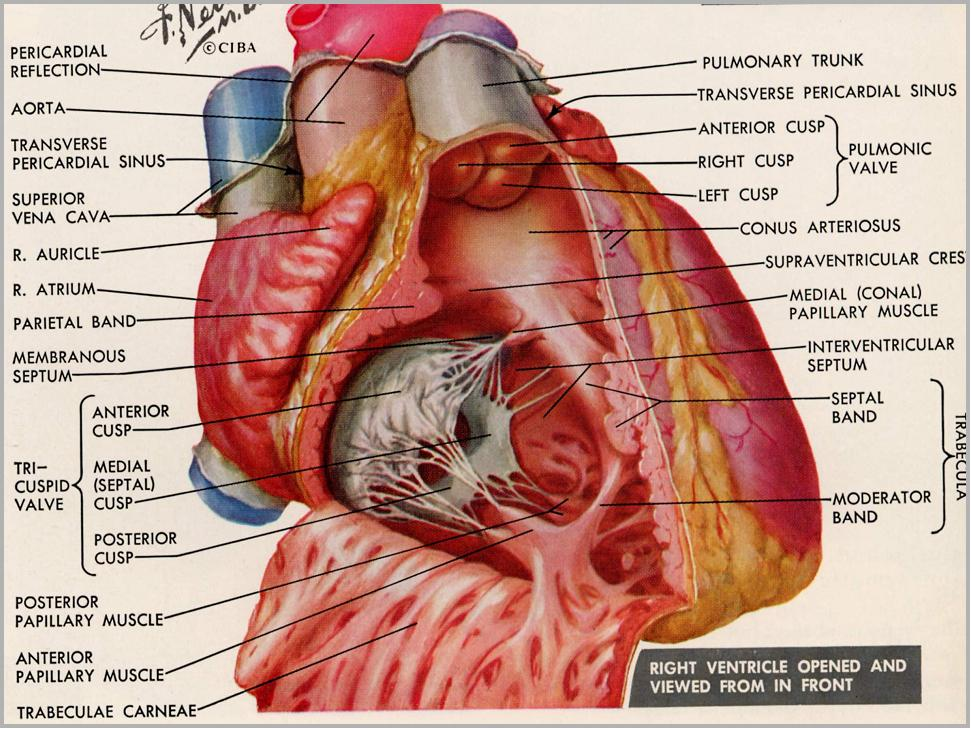 F. Netter
M.D.
©CIBA
PERICARDIAL
REFLECTION
AORTA
TRANSVERSE
PERICARDIAL SINUS
SUPERIOR
VENA CAVA
R. AURICLE
R. ATRIUM
PARIETAL BAND
MEMBRANOUS
SEPTUM
TRI–
CUSPID
VALVE
ANTERIOR
CUSP
MEDIAL
(SEPTAL)
CUSP
POSTERIOR
CUSP
POSTERIOR
PAPILLARY MUSCLE
ANTERIOR
PAPILLARY MUSCLE
TRABECULAE CARNEAE
PULMONARY TRUNK
TRANSVERSE PERICARDIAL SINUS
ANTERIOR CUSP
RIGHT CUSP
LEFT CUSP
PULMONIC
VALVE
CONUS ARTERIOSUS
SUPRAVENTRICULAR CRES
MEDIAL (CONAL)
PAPILLARY MUSCLE
INTERVENTRICULAR
SEPTUM
SEPTAL
BAND
MODERATOR
BAND
TRABECULA
RIGHT VENTRICLE OPENED AND
VIEWED FROM IN FRONT